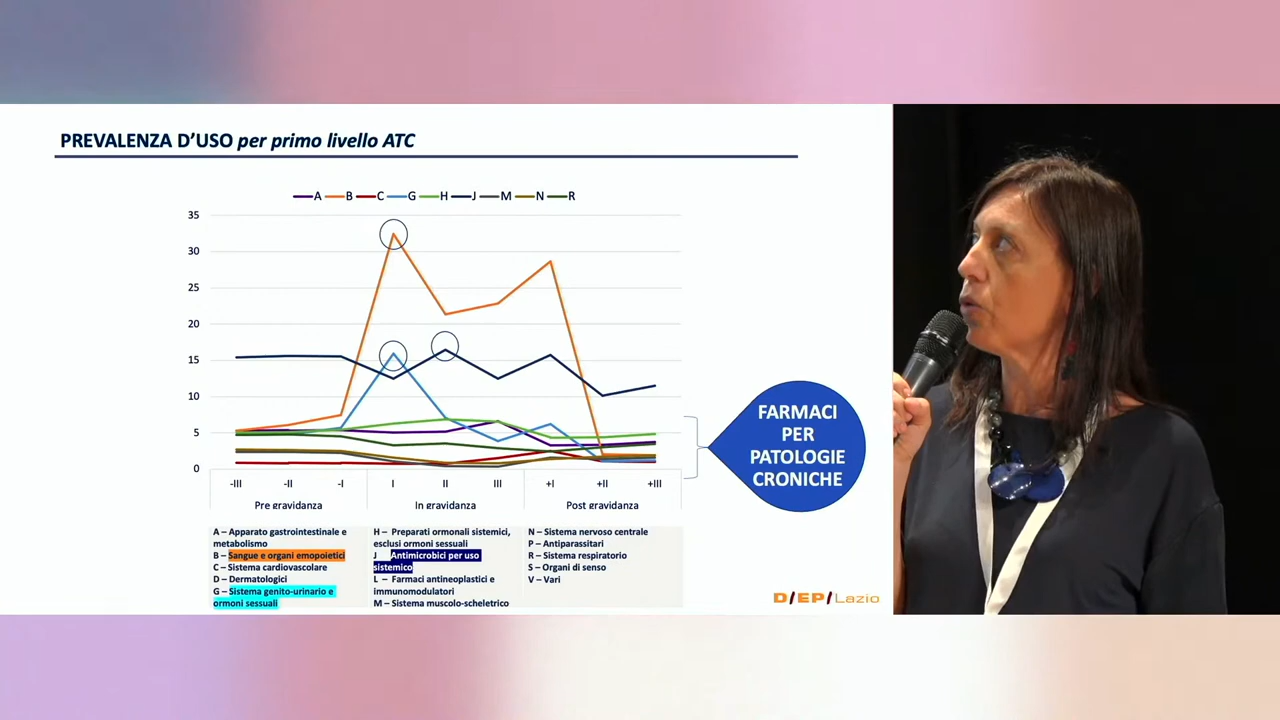 PREVALENZA D'USO per primo livello ATC
A B C G H J M N R
35
30
25
20
15
10
5
0
-III -II -I I II III +I +II +III
Pre gravidanza In gravidanza Post gravidanza
FARMACI
PER
PATOLOGIE
CRONICHE
A – Apparato gastrointestinale e
metabolismo
B – Sangue e organi emopoietici
C – Sistema cardiovascolare
D – Dermatologici
G – Sistema genito-urinario e
ormoni sessuali
H – Preparati ormonali sistemici,
esclusi ormoni sessuali
J Antimicrobici per uso
sistemico
L – Farmaci antineoplastici e
immunomodulatori
M – Sistema muscolo-scheletrico
N – Sistema nervoso centrale
P – Antiparassitari
R – Sistema respiratorio
S – Organi di senso
V – Vari
D/EP/Lazio